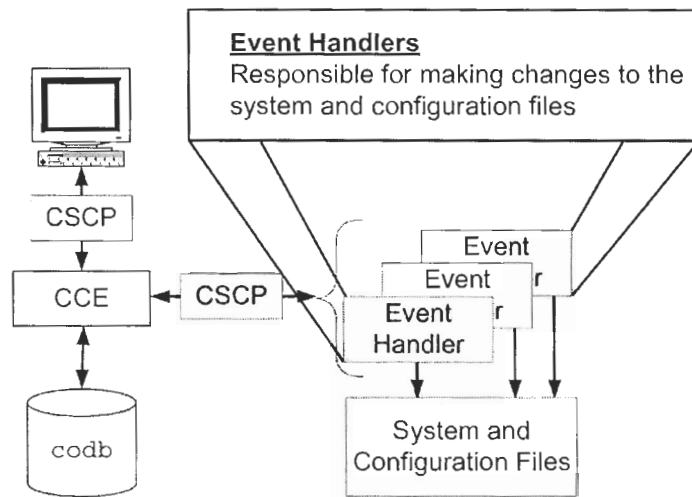 Event Handlers
Responsible for making changes to the
system and configuration files
CSCP
CCE
CSCP
Event
r
Event
r
Event
Handler
codb
System and
Configuration Files